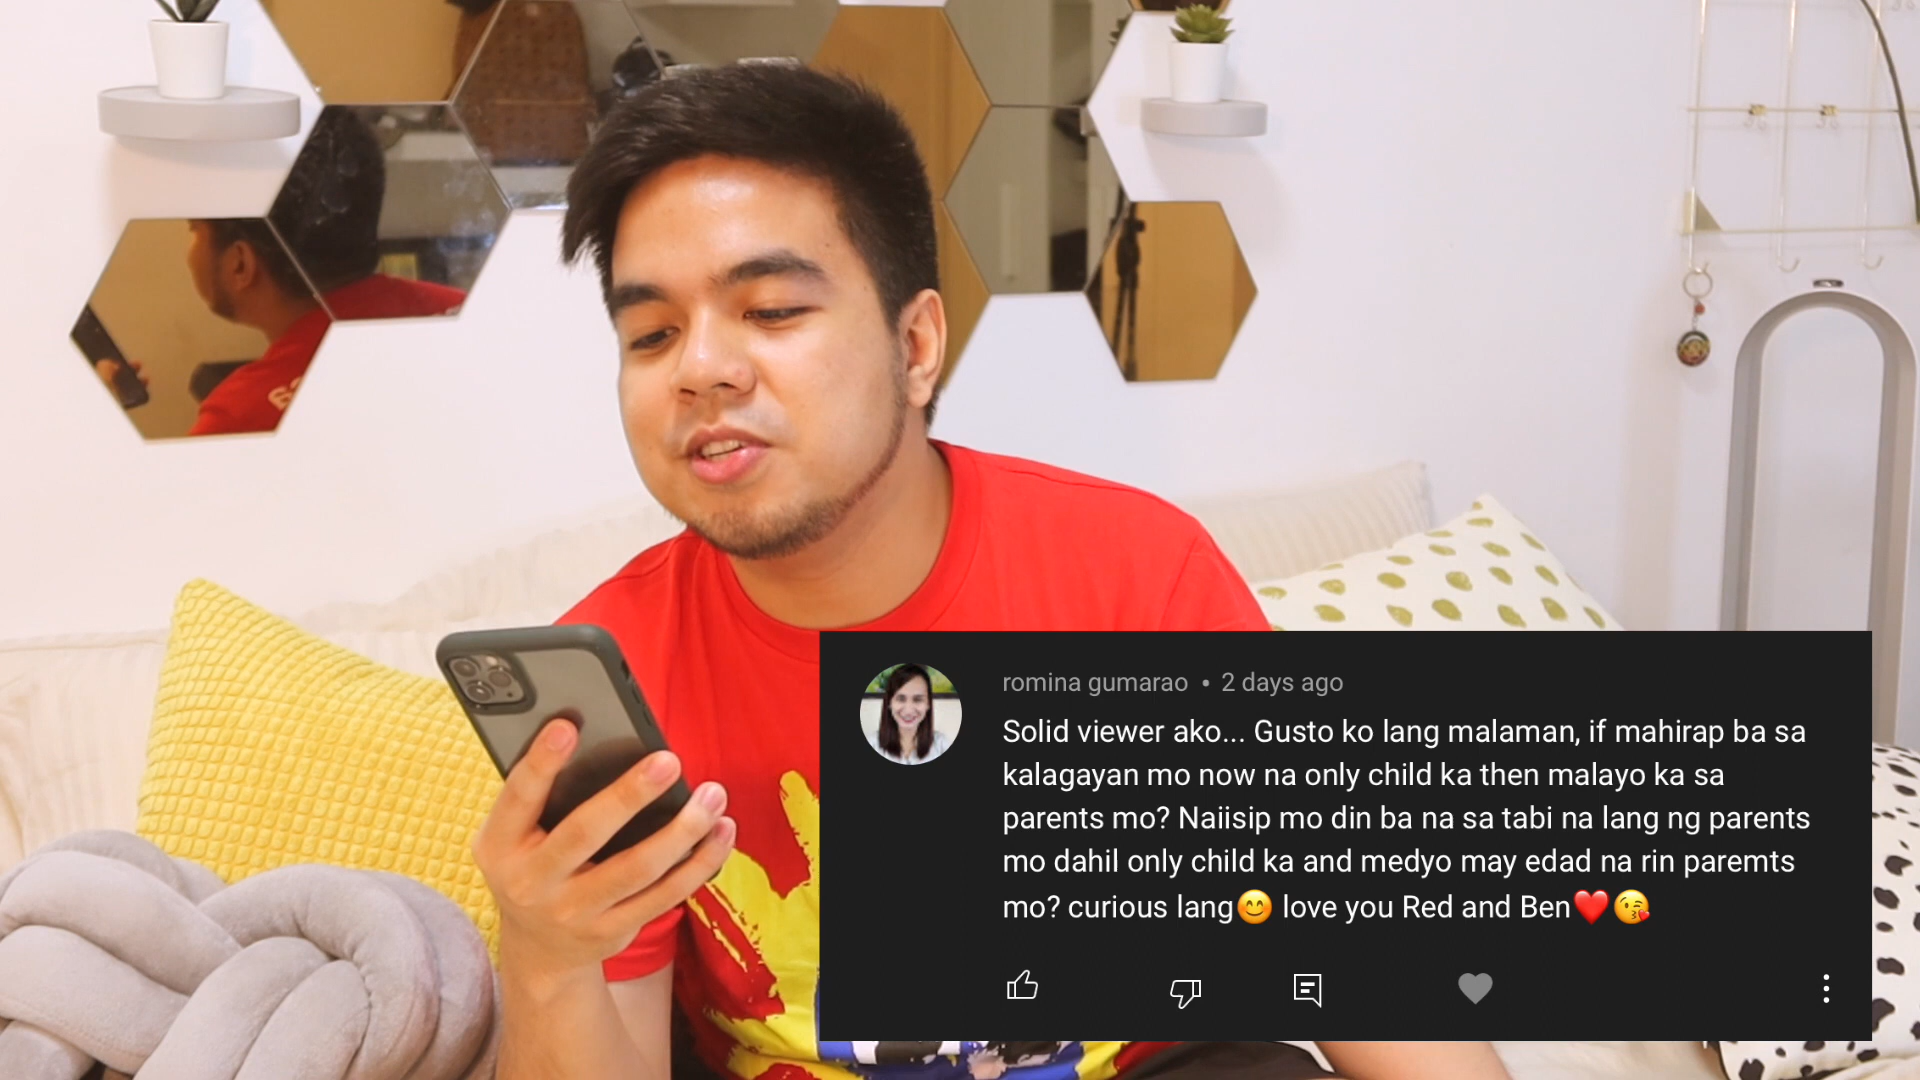 romina gumarao • 2 days ago
Solid viewer ako... Gusto ko lang malaman, if mahirap ba sa
kalagayan mo now na only child ka then malayo ka sa
parents mo? Naiisip mo din ba na sa tabi na lang ng parents
mo dahil only child ka and medyo may edad na rin paremts
mo? curious lang😊 love you Red and Ben❤️😘